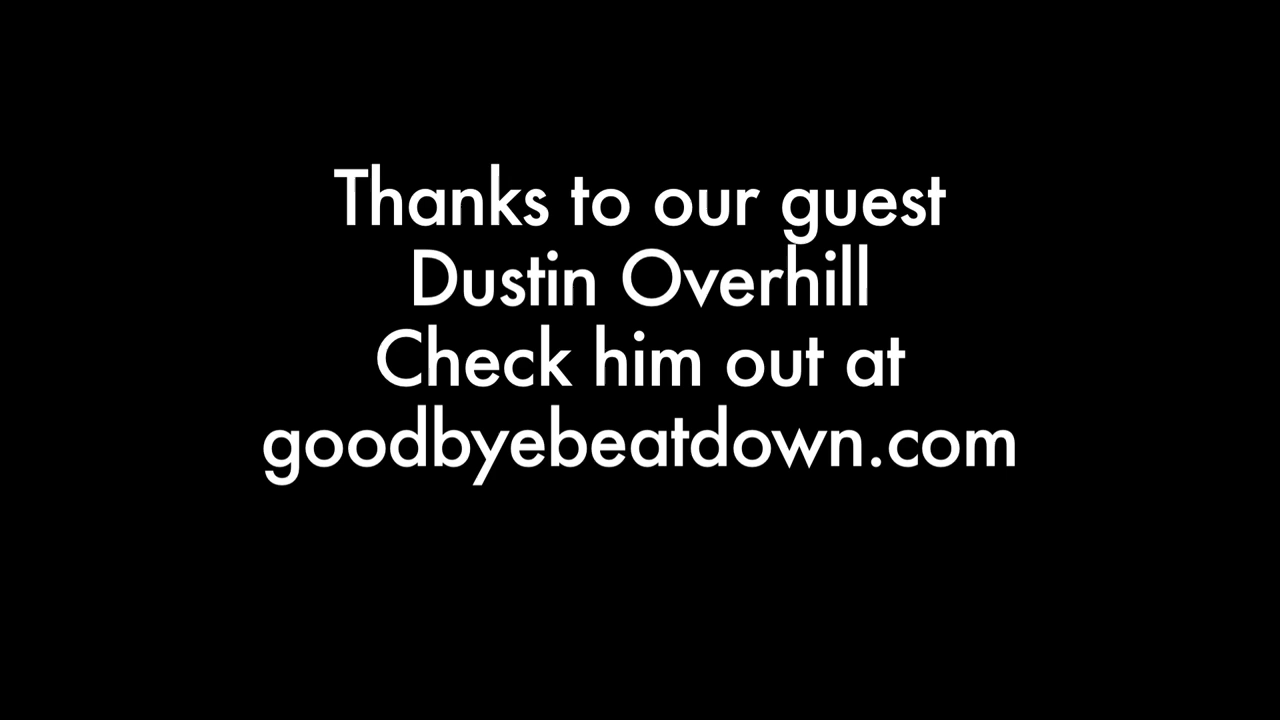 Thanks to our guest
Dustin Overhill
Check him out at
goodbyebeatdown.com